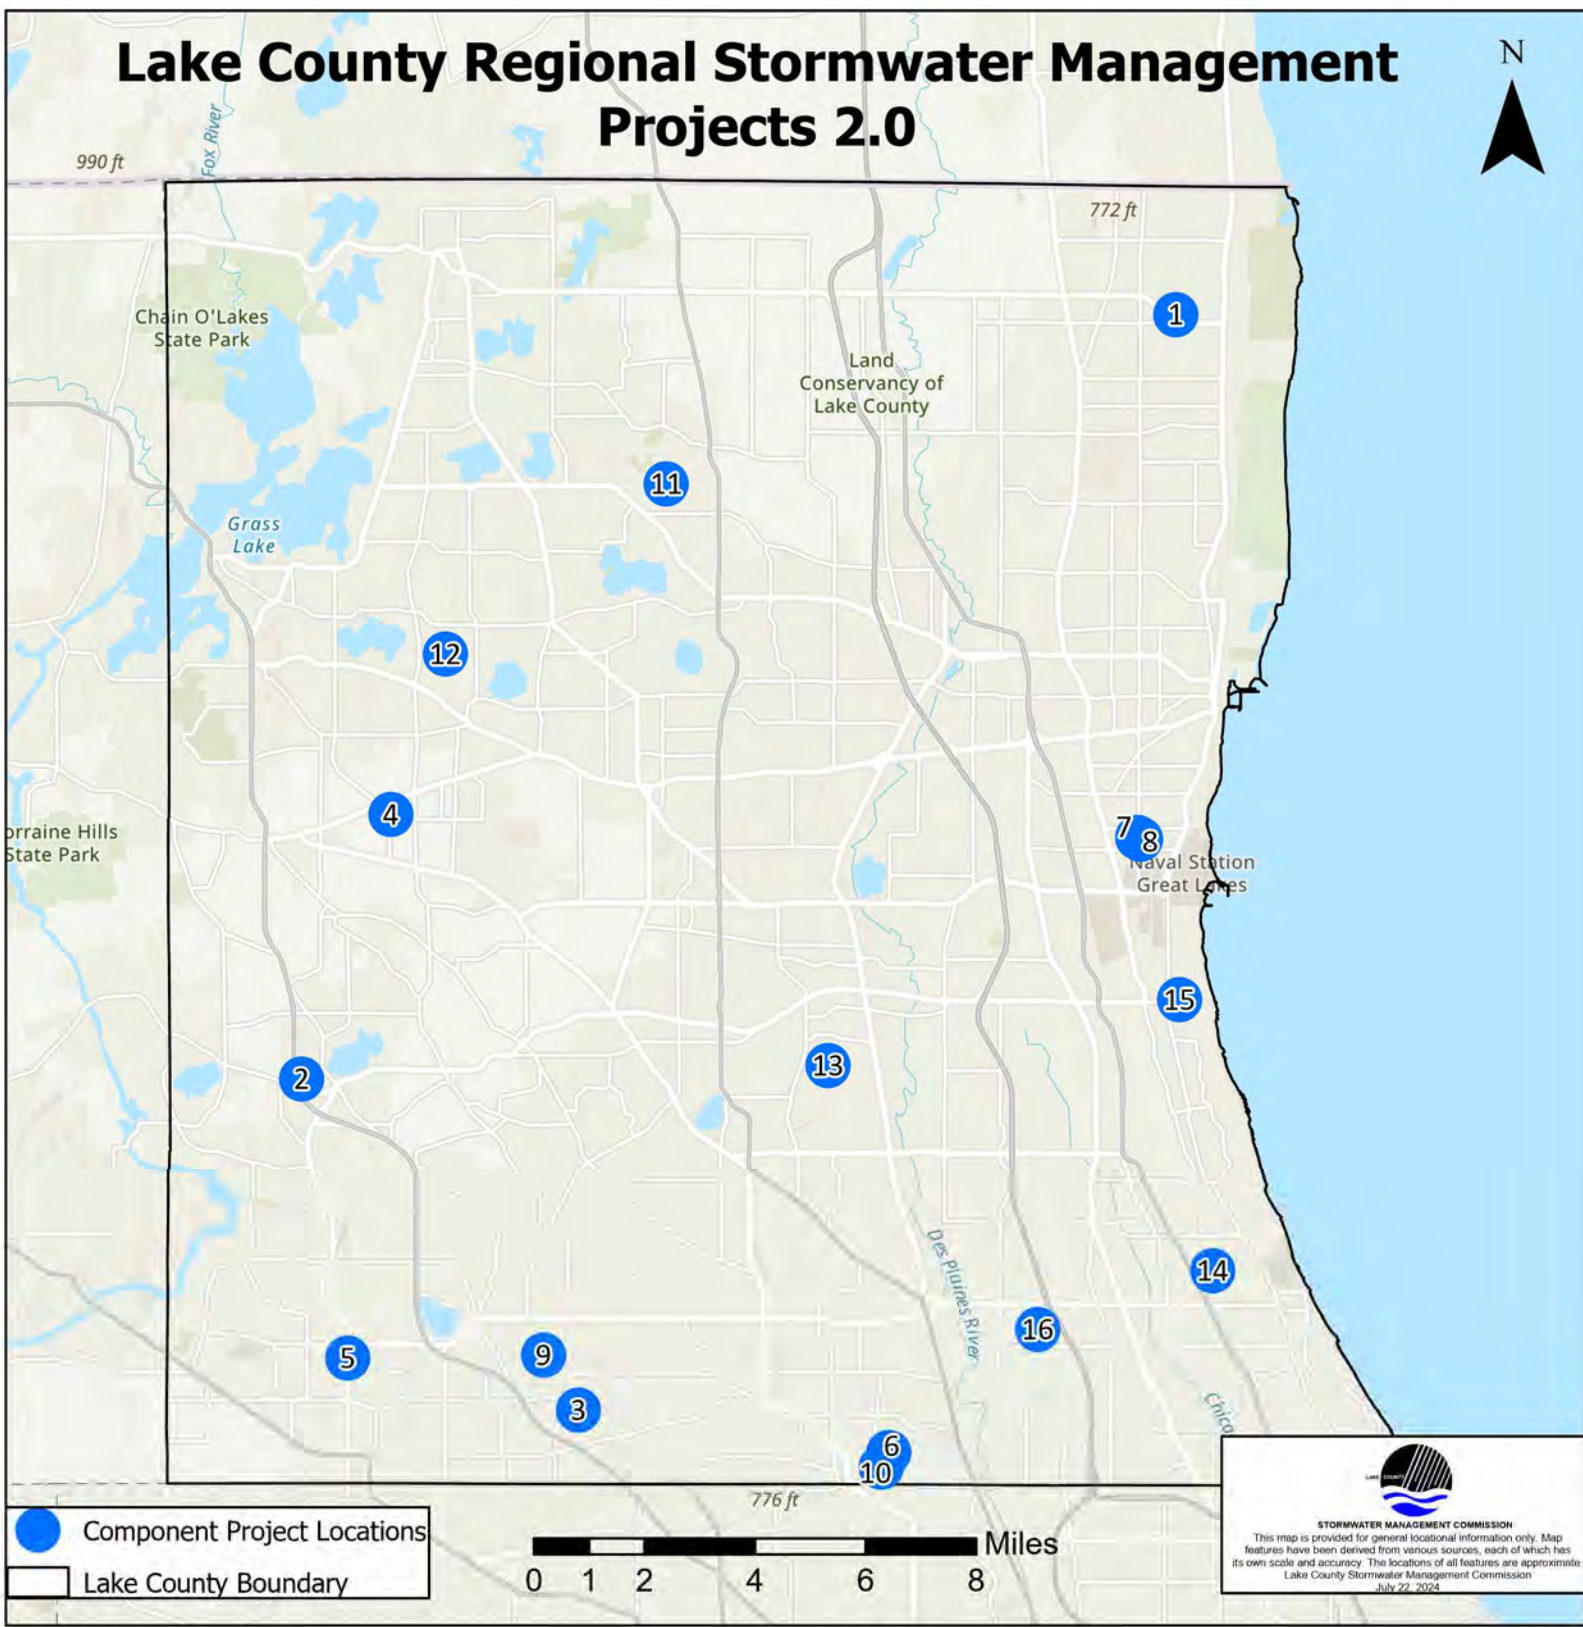 Lake County Regional Stormwater Management
Projects 2.0
N
990 ft
Fox River
772 ft
1
Chain O'Lakes
State Park
Land
Conservancy of
Lake County
11
Grass
Lake
12
4
orraine Hills
State Park
7
8
Naval Station
Great Lakes
15
13
2
Des Plaines River
14
16
5
9
3
Chico
6
10
776 ft
Component Project Locations
Lake County Boundary
Miles
0 1 2 4 6 8
LAKE COUNTY
STORMWATER MANAGEMENT COMMISSION
This map is provided for general locational information only. Map
features have been derived from various sources, each of which has
its own scale and accuracy. The locations of all features are approximate
Lake County Stormwater Management Commission
July 22, 2024